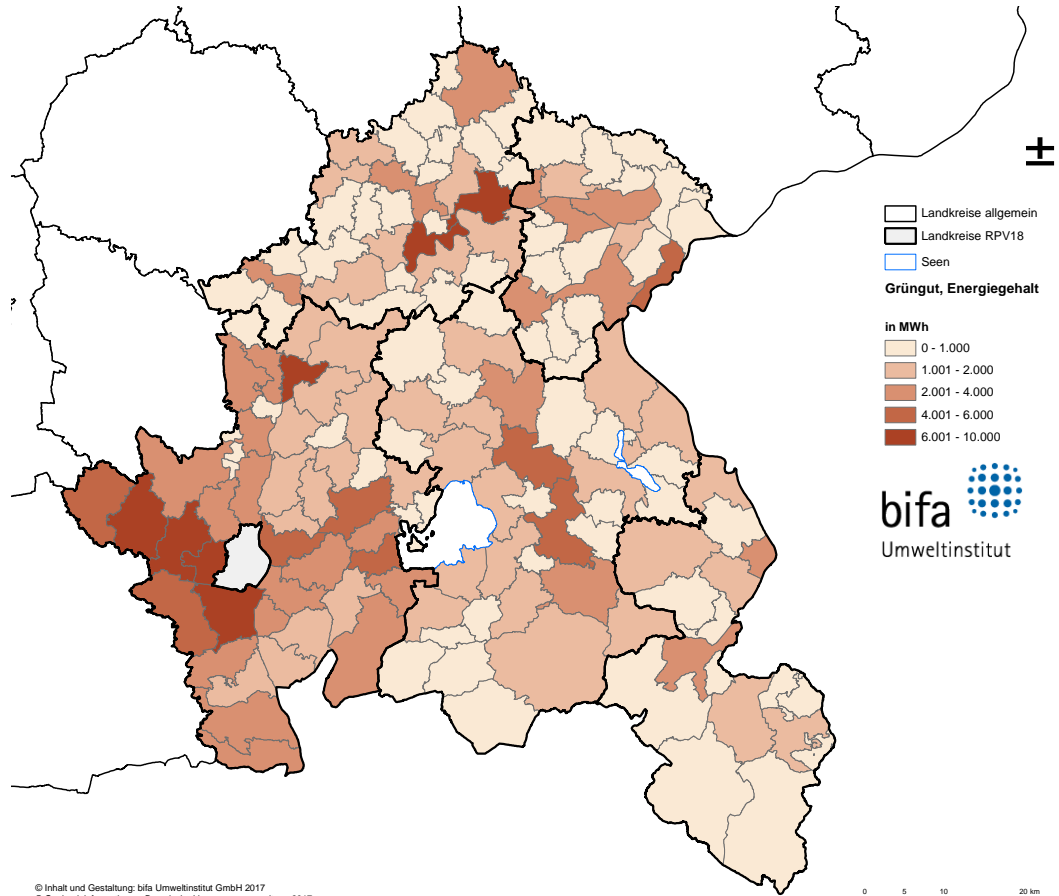 Landkreise allgemein
Landkreise RPV18
Seen
Grüngut, Energiegehalt
in MWh
0 - 1.000
1.001 - 2.000
2.001 - 4.000
4.001 - 6.000
6.001 - 10.000
bifa
Umweltinstitut
© Inhalt und Gestaltung: bifa Umweltinstitut GmbH 2017
0 5 10 20 km